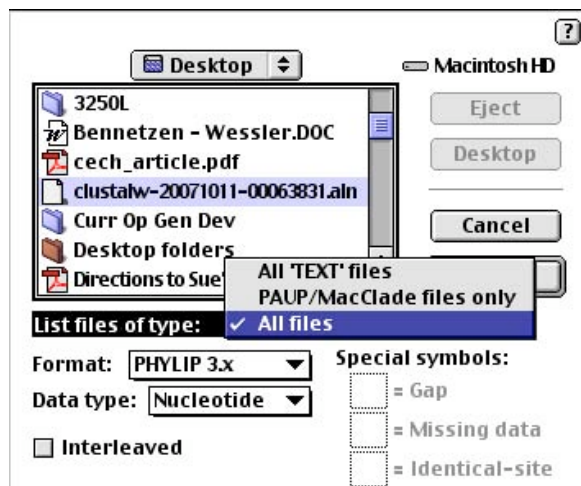 ?
Desktop
Macintosh HD
3250L
Bennetzen - Wessler.DOC
cech_article.pdf
clustalw-20071011-00063831.aln
Curr Op Gen Dev
Desktop folders
Directions to Sue'
Eject
Desktop
Cancel
All 'TEXT' files
PAUP/MacClade files only
List files of type: ✓ All files
Format: PHYLIP 3.x
Data type: Nucleotide
Interleaved
Special symbols:
= Gap
= Missing data
= Identical-site